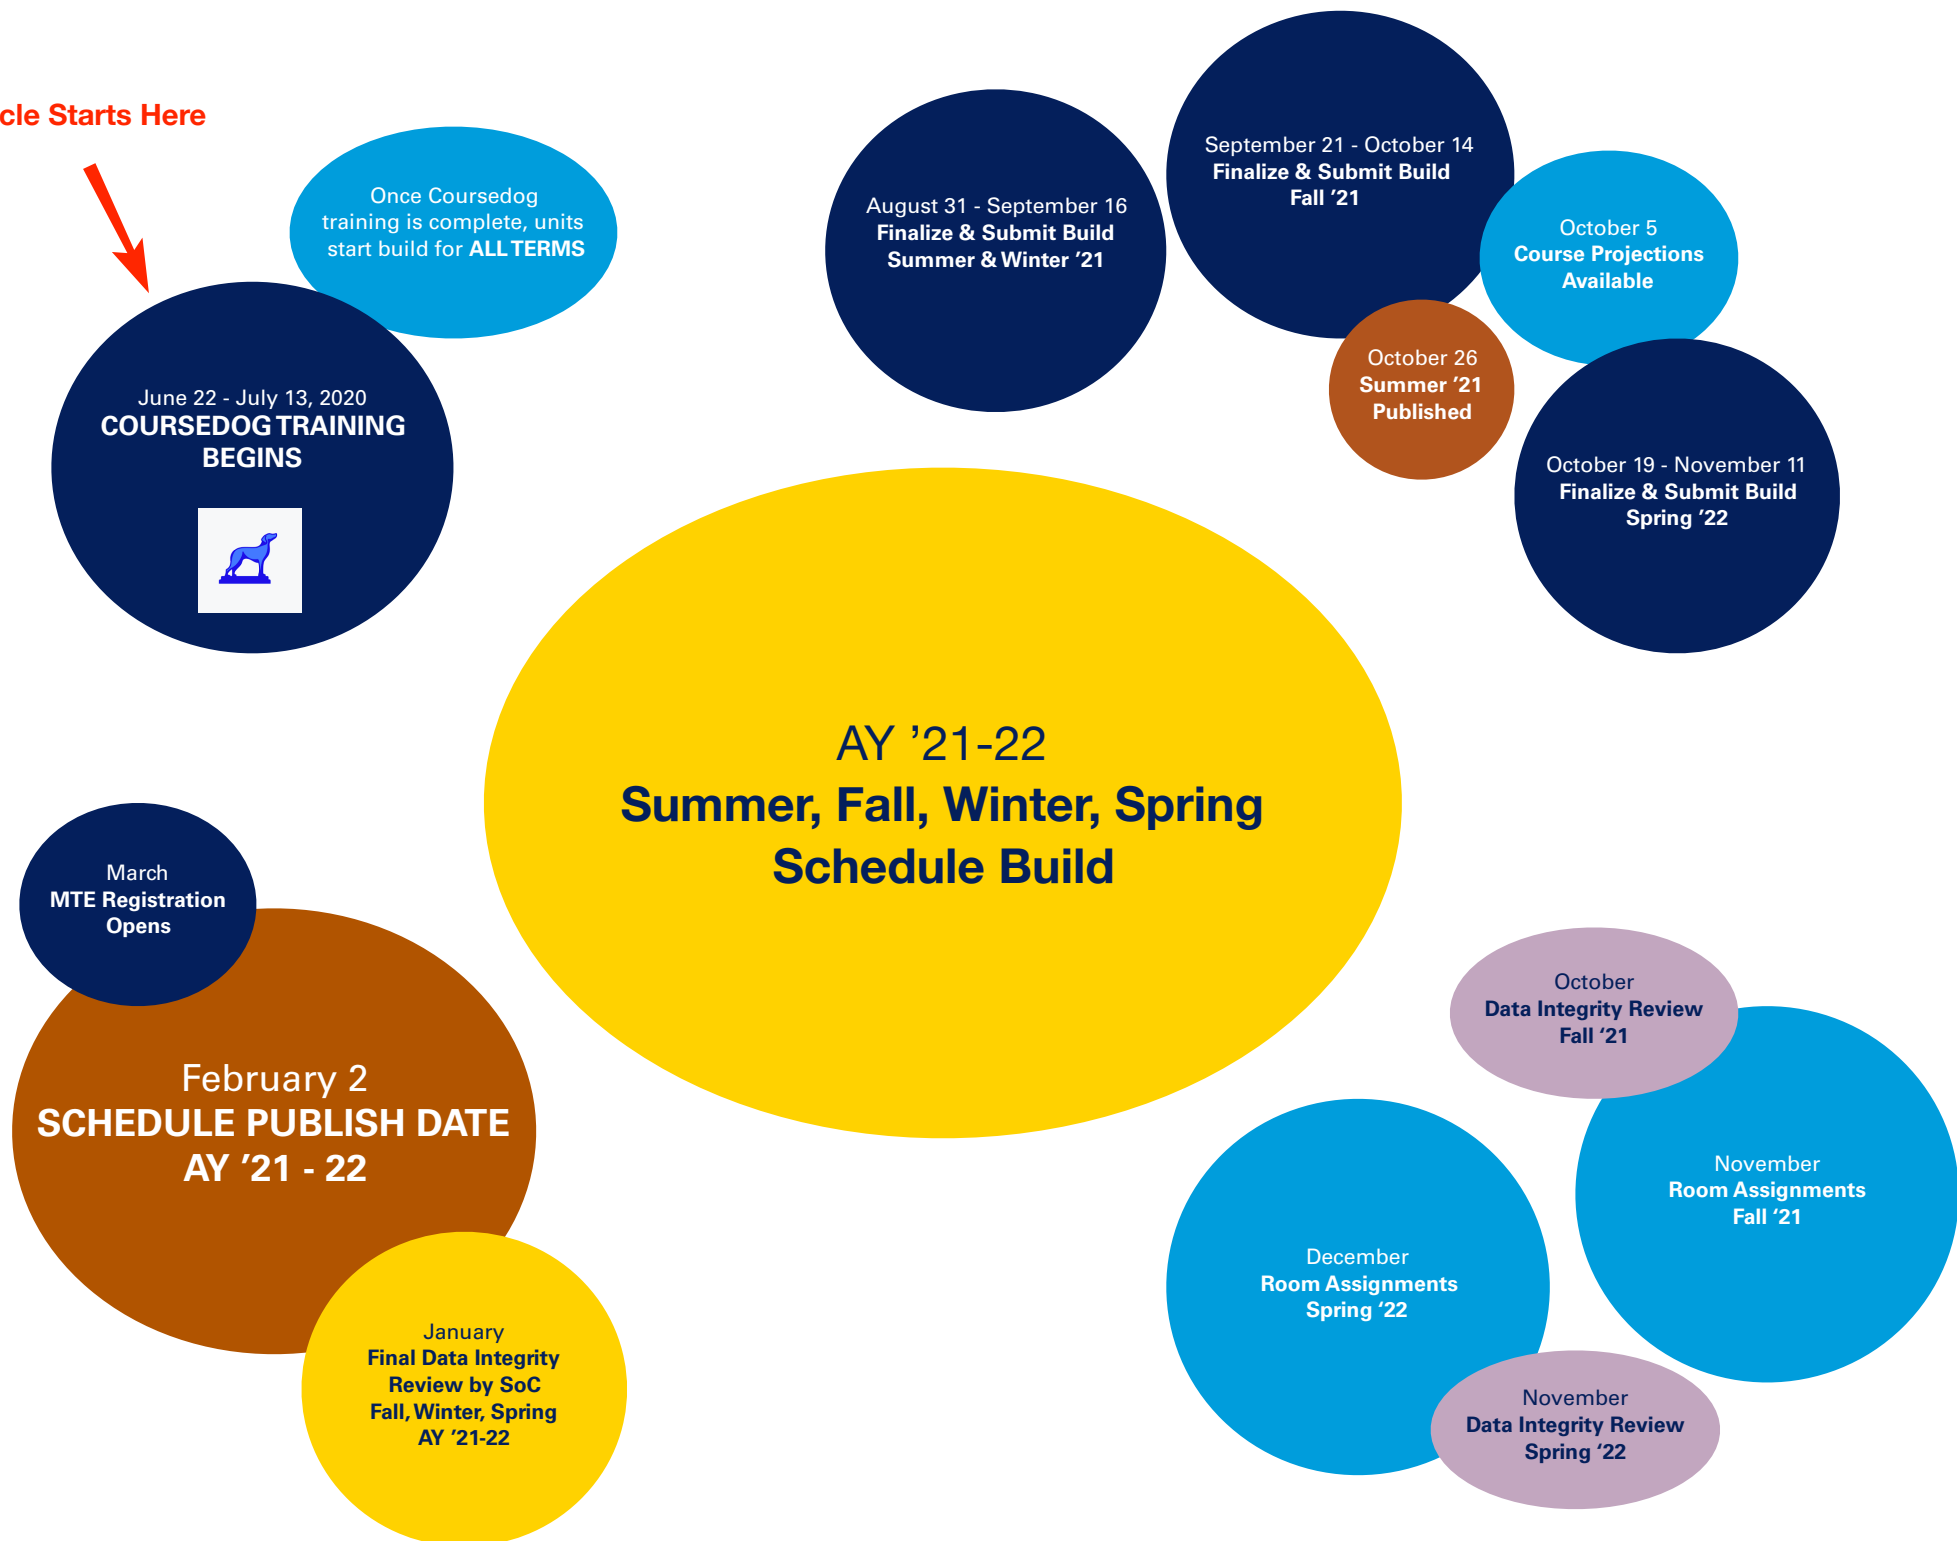 cle Starts Here
Once Coursedog
training is complete, units
start build for ALL TERMS
June 22 - July 13, 2020
COURSEDOG TRAINING
BEGINS
August 31 - September 16
Finalize & Submit Build
Summer & Winter ’21
September 21 - October 14
Finalize & Submit Build
Fall ’21
October 5
Course Projections
Available
October 26
Summer ’21
Published
October 19 - November 11
Finalize & Submit Build
Spring ’22
AY ’21-22
Summer, Fall, Winter, Spring
Schedule Build
October
Data Integrity Review
Fall ‘21
November
Room Assignments
Fall ‘21
December
Room Assignments
Spring ‘22
November
Data Integrity Review
Spring ‘22
January
Final Data Integrity
Review by SoC
Fall, Winter, Spring
AY ‘21-22
February 2
SCHEDULE PUBLISH DATE
AY ’21 - 22
March
MTE Registration
Opens